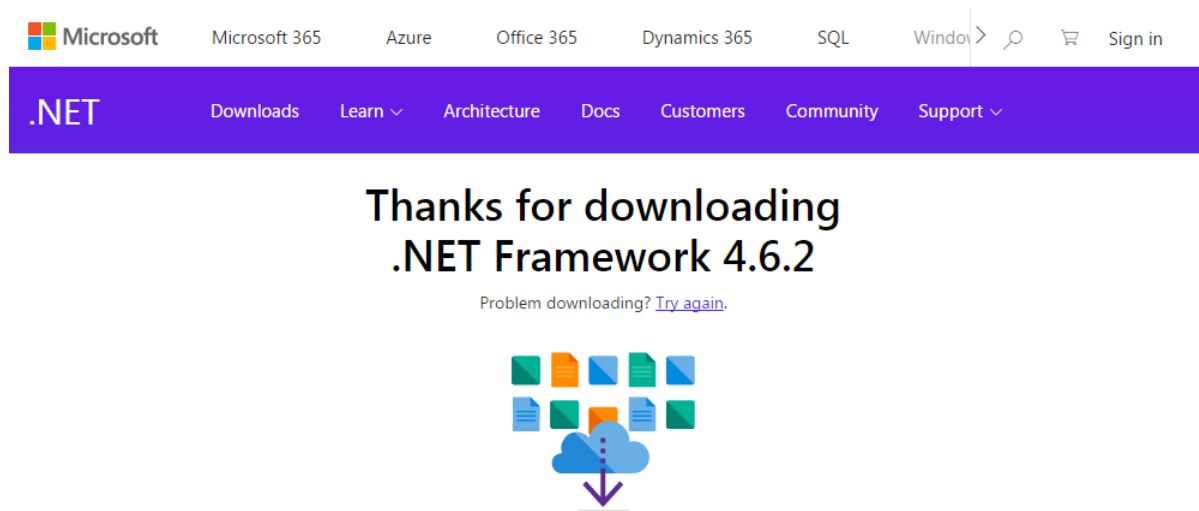 Microsoft Microsoft 365 Azure Office 365 Dynamics 365 SQL Sign in
.NET Downloads Learn Architecture Docs Customers Community Support
Thanks for downloading
.NET Framework 4.6.2
Problem downloading? Try again.